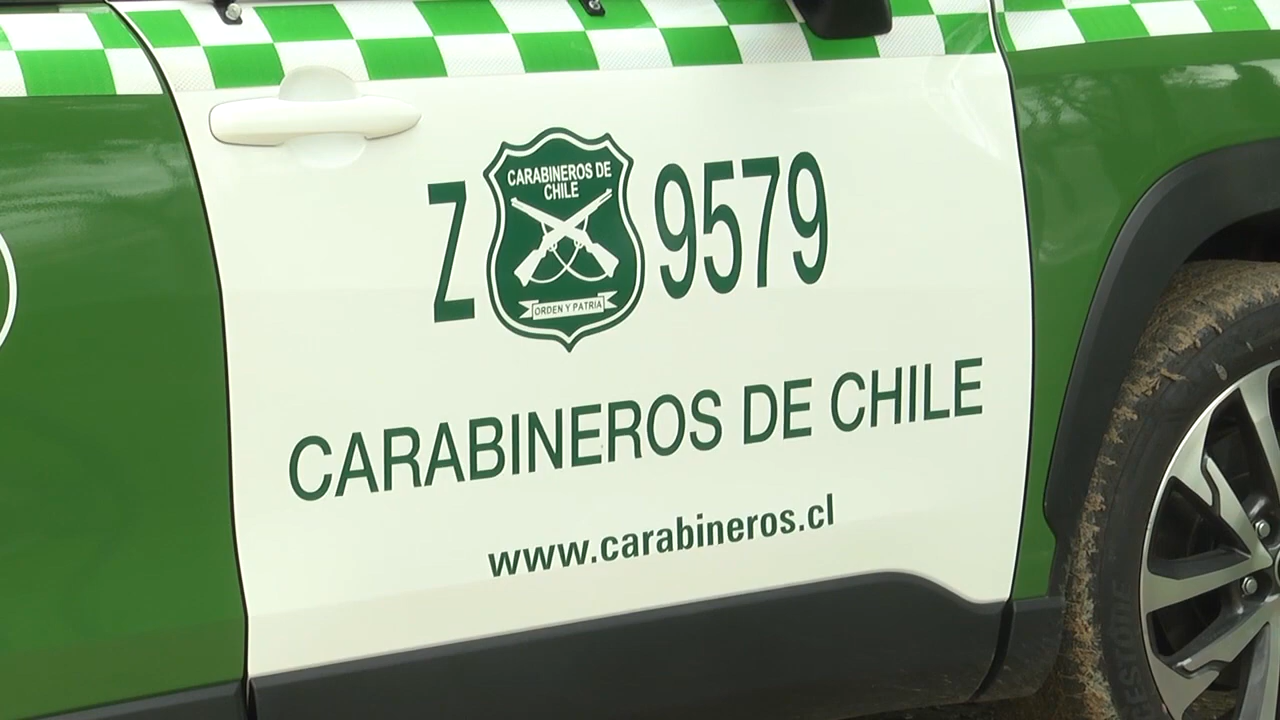 Z 9579
CARABINEROS DE
CHILE
ORDEN Y PATRIA
CARABINEROS DE CHILE
www.carabineros.cl